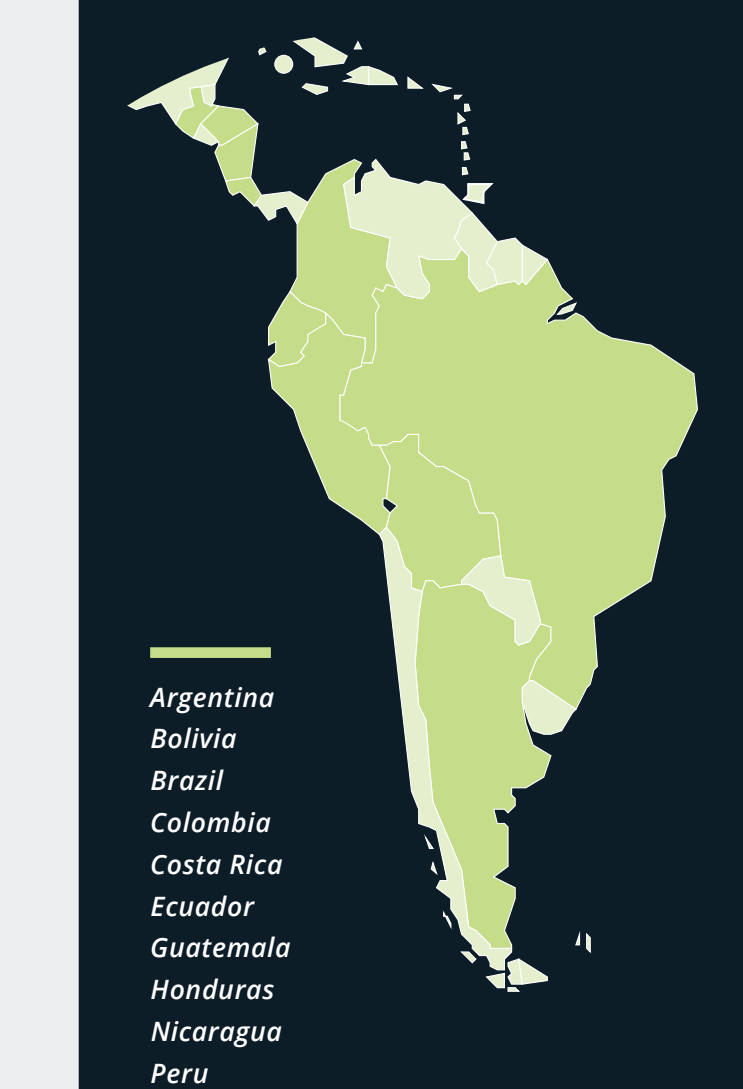 Argentina
Bolivia
Brazil
Colombia
Costa Rica
Ecuador
Guatemala
Honduras
Nicaragua
Peru